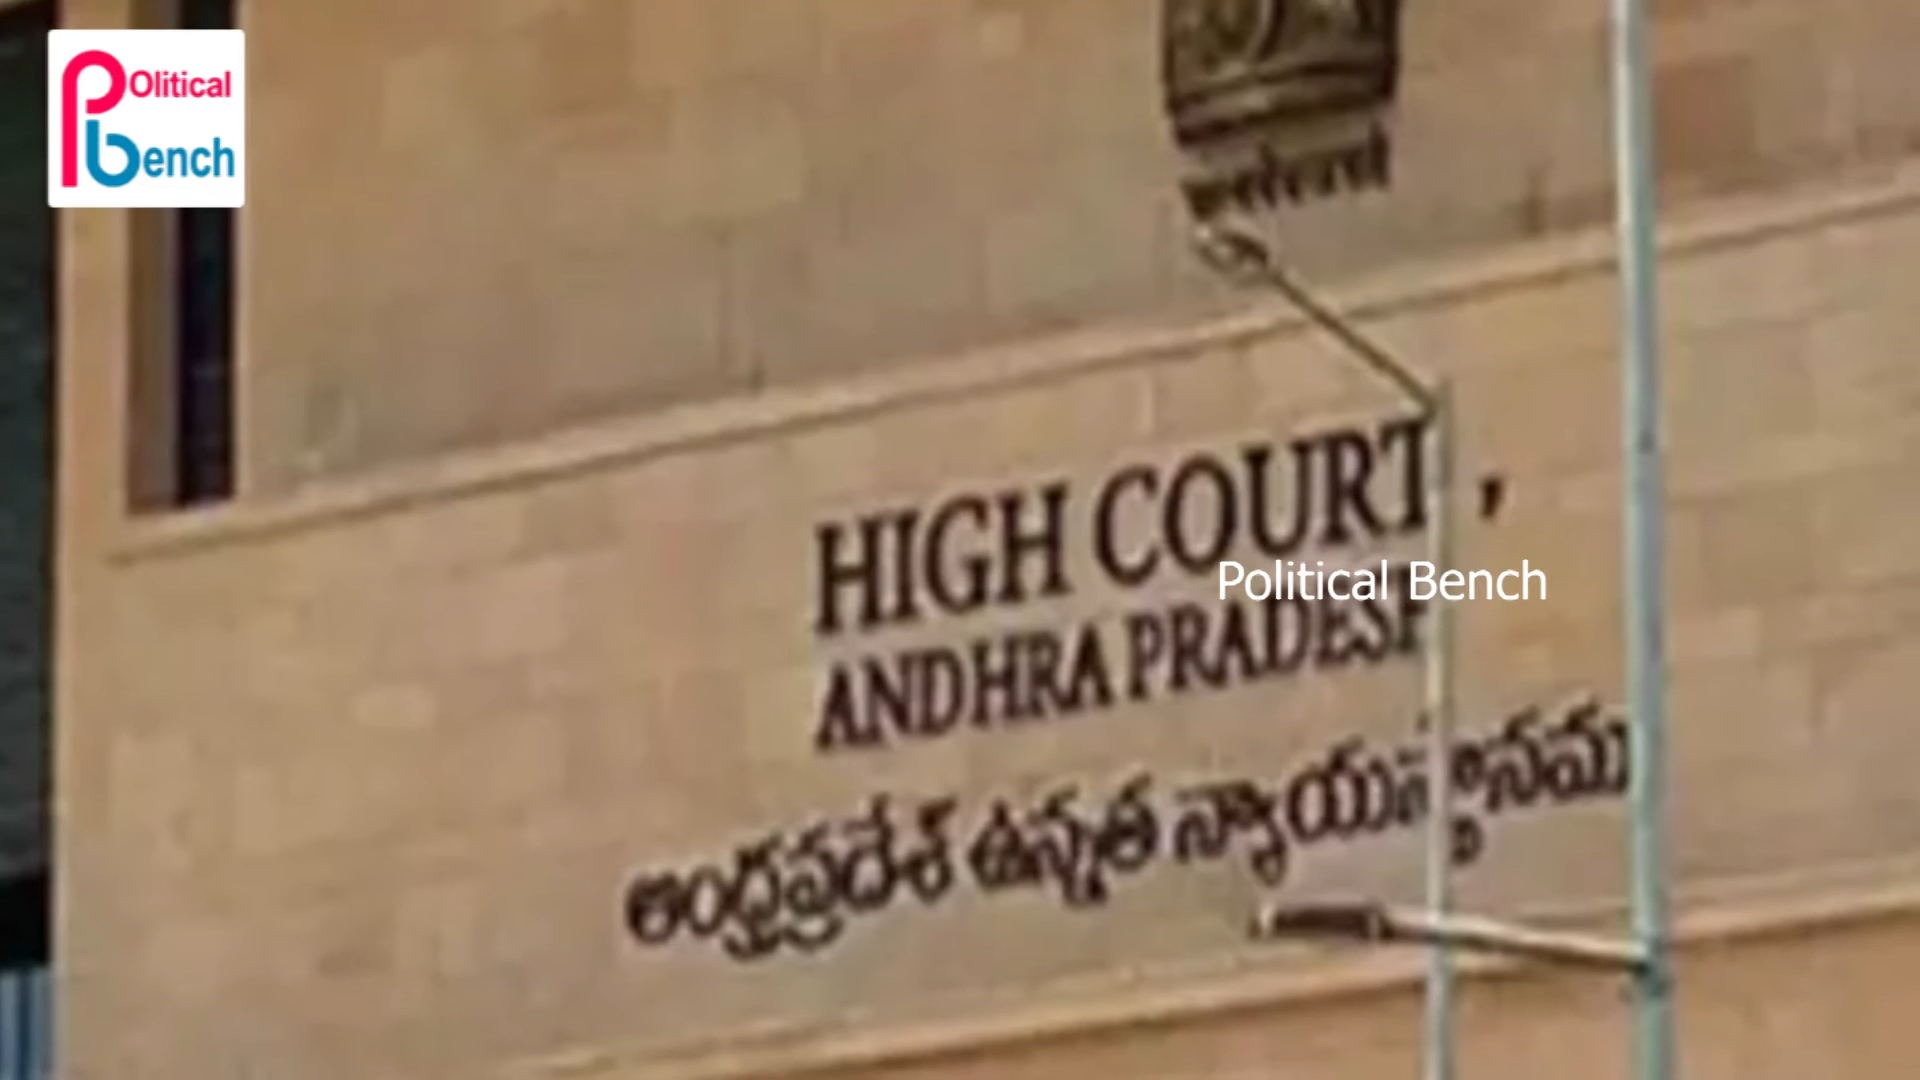 POlitical
bench
HIGH COURT,
Political Bench
ANDHRA PRADESH
ఆంధ్రప్రదేశ్ ఉన్నత న్యాయస్థానము